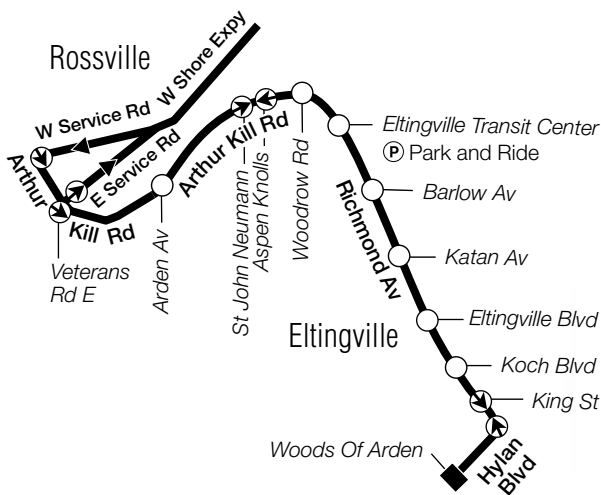 Rossville
W Shore Expy
W Service Rd
E Service Rd
Arthur
Kill Rd
Veterans
Rd E
Arden Av
Arthur Kill Rd
St John Neumann
Aspen Knolls
Woodrow Rd
Eltingville Transit Center
P Park and Ride
Richmond Av
Barlow Av
Katan Av
Eltingville
Eltingville Blvd
Koch Blvd
King St
Woods Of Arden
Hylan
Blvd